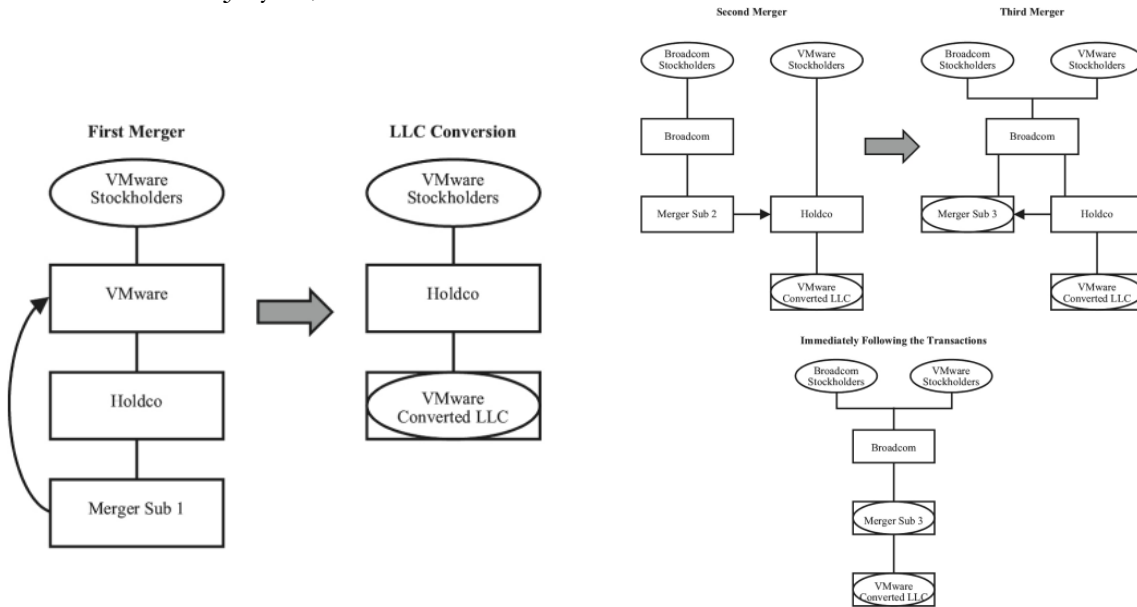 First Merger
VMware
Stockholders
VMware
Holdco
Merger Sub 1
LLC Conversion
VMware
Stockholders
Holdco
VMware
Converted LLC
Second Merger
Broadcom
Stockholders
VMware
Stockholders
Broadcom
Merger Sub 2
Holdco
VMware
Converted LLC
Third Merger
Broadcom
Stockholders
VMware
Stockholders
Broadcom
Merger Sub 3
Holdco
VMware
Converted LLC
Immediately Following the Transactions
Broadcom
Stockholders
VMware
Stockholders
Broadcom
Merger Sub 3
VMware
Converted LLC